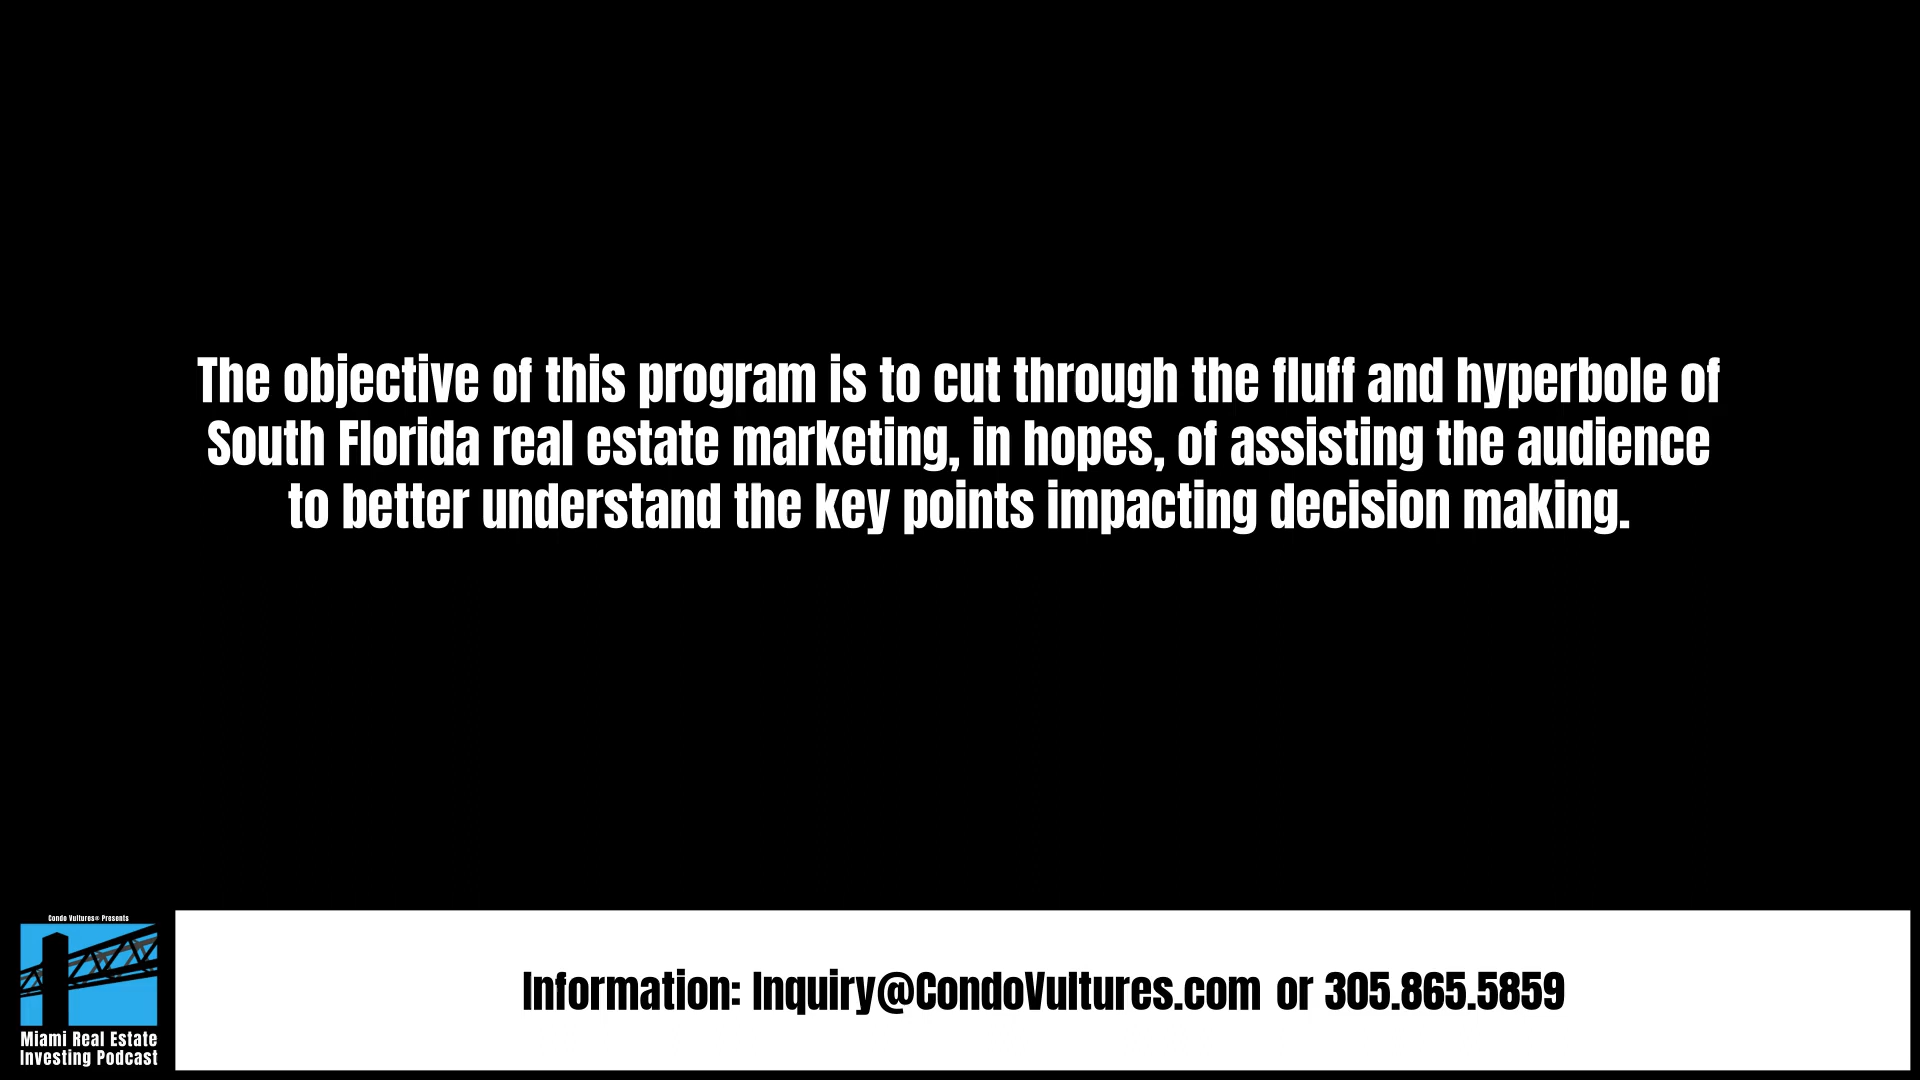 The objective of this program is to cut through the fluff and hyperbole of
South Florida real estate marketing, in hopes, of assisting the audience
to better understand the key points impacting decision making.
Condo Vultures® Presents
Miami Real Estate
Investing Podcast
Information: Inquiry@CondoVultures.com or 305.865.5859